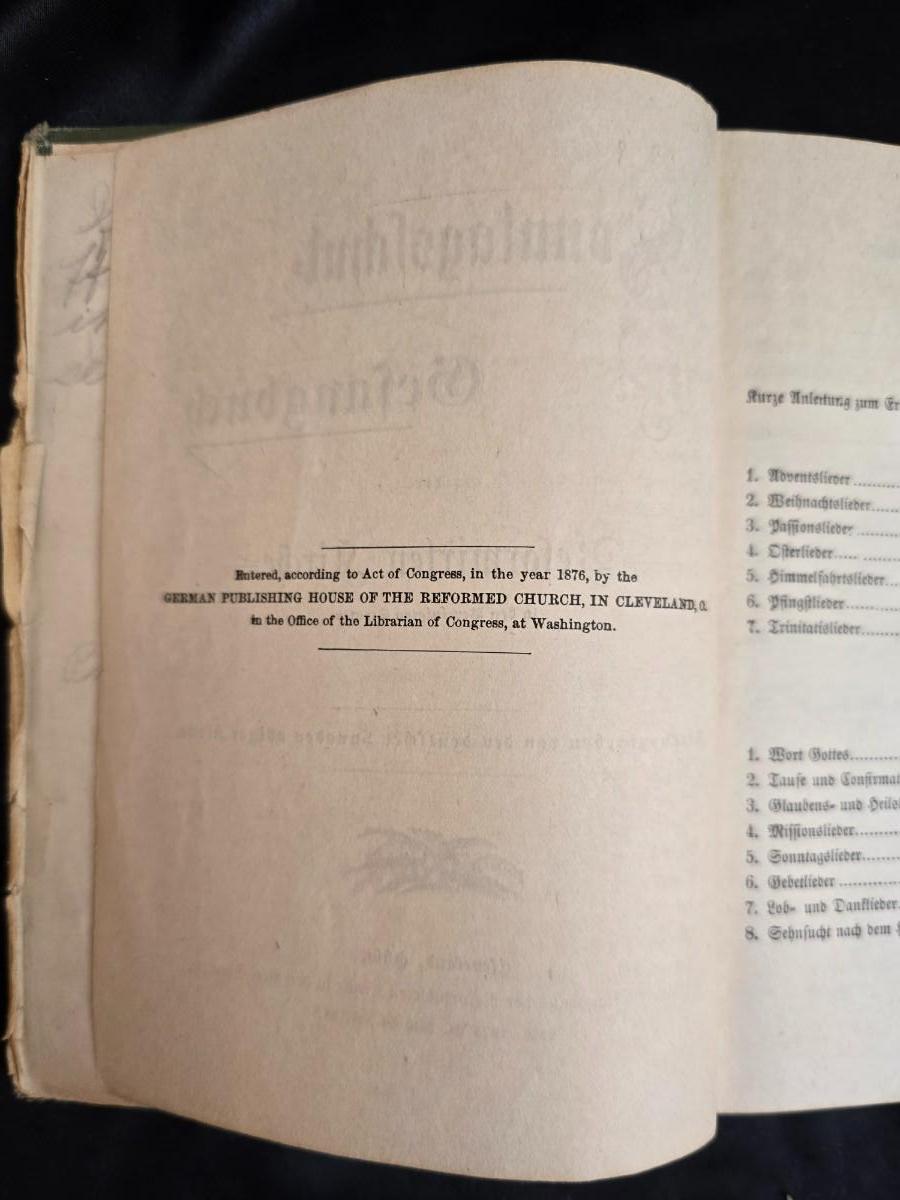 Entered, according to Act of Congress, in the year 1876, by the
GERMAN PUBLISHING HOUSE OF THE REFORMED CHURCH, IN CLEVELAND, O.
in the Office of the Librarian of Congress, at Washington.
Kurze Anleitung zum
1. Adventslieder
2. Weihnachtslieder
3. Passionslieder
4. Osterlieder
5. Himmelfahrtslieder
6. Pfingstlieder
7. Trinitatislieder
1. Wort Gottes
2. Taufe und Confirmat
3. Glaubens- und Heils
4. Missionslieder
5. Sonntagslieder
6. Gebetlieder
7. Lob- und Danklieder
8. Sehnsucht nach dem